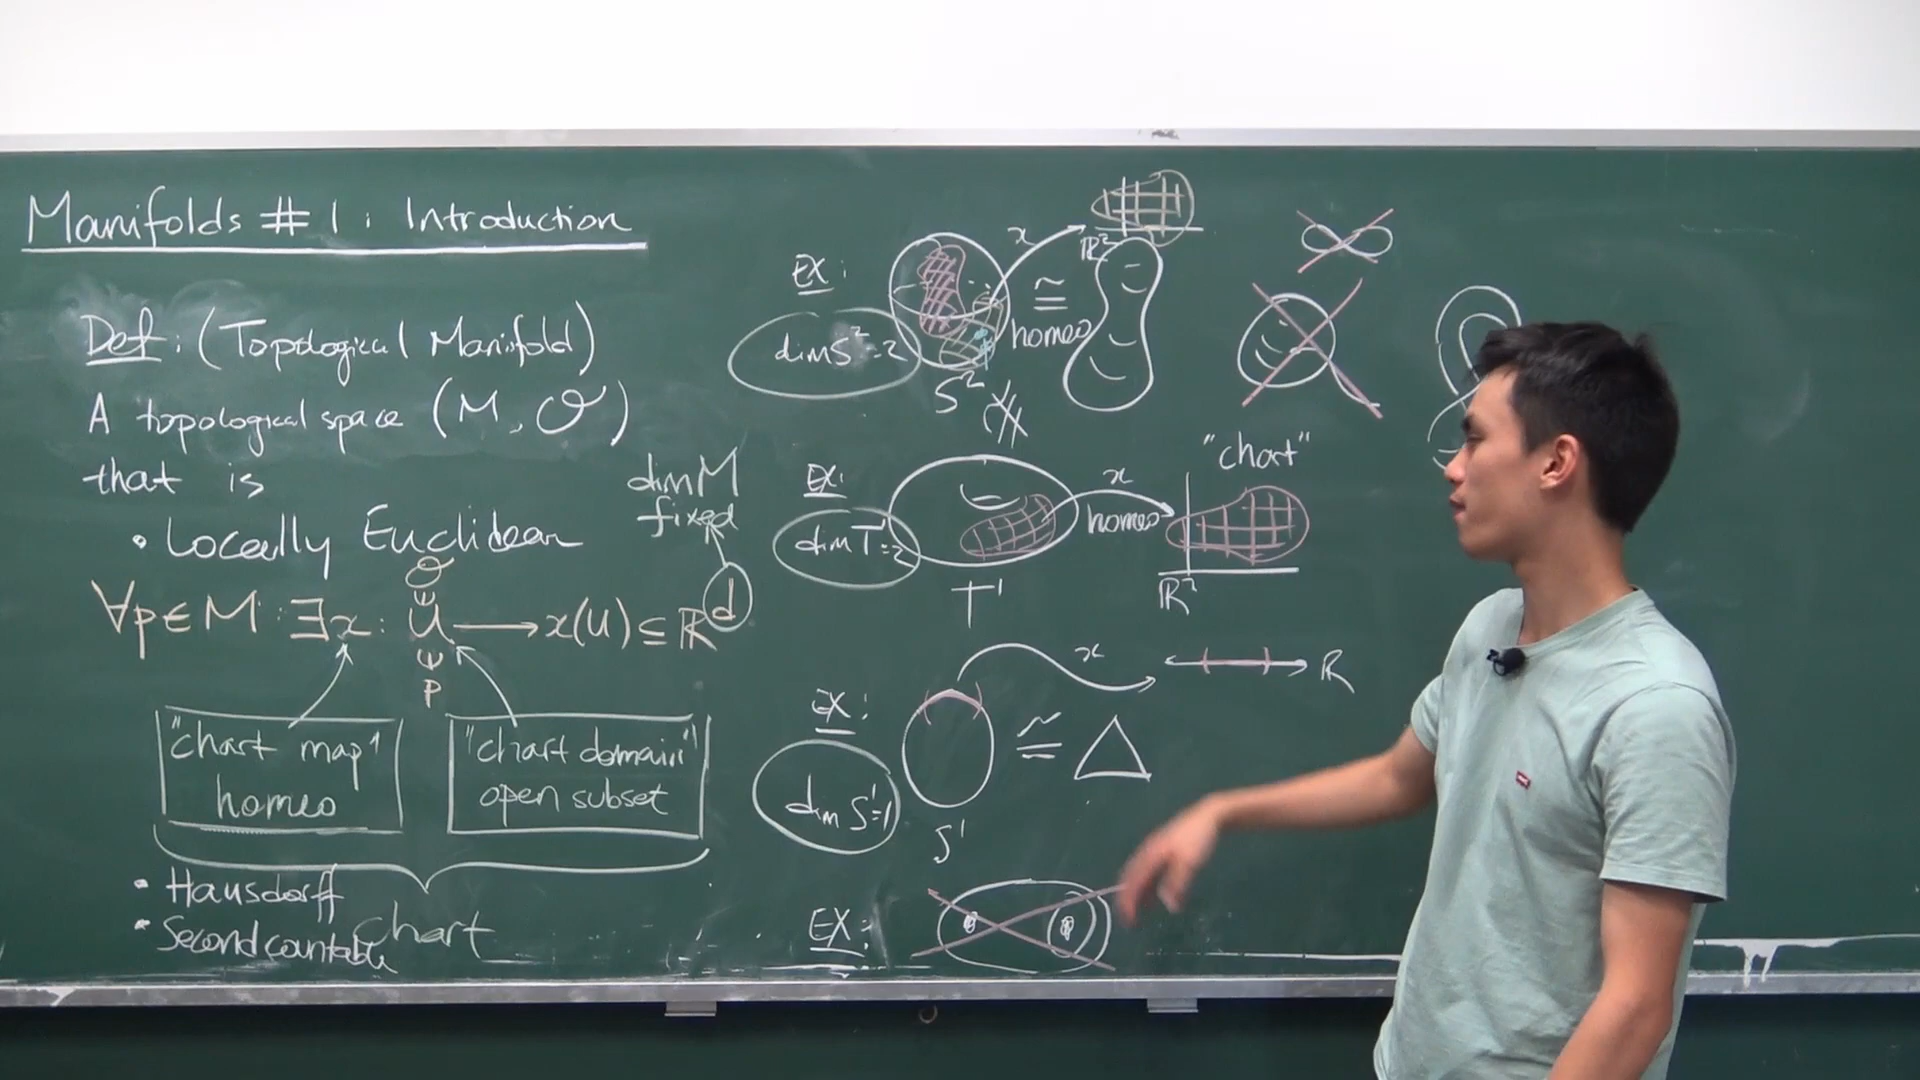 Manifolds #1: Introduction
Def: (Topological Manifold)
A topological space (M, 𝒪)
that is
• Locally Euclidean
dim M
fixed
𝒪
∀p∈M: ∃x: U ⟶ x(U) ⊆ ℝ^d
p
"chart map"
homeo
"chart domain"
open subset
• Hausdorff
• Second countable
chart
EX:
dim S²=2
S²
x
ℝ²
≅
homeo
EX:
dim T=2
T¹
x
homeo
"chart"
ℝ²
EX:
dim S¹=1
S¹
x
ℝ
≅ △
EX: